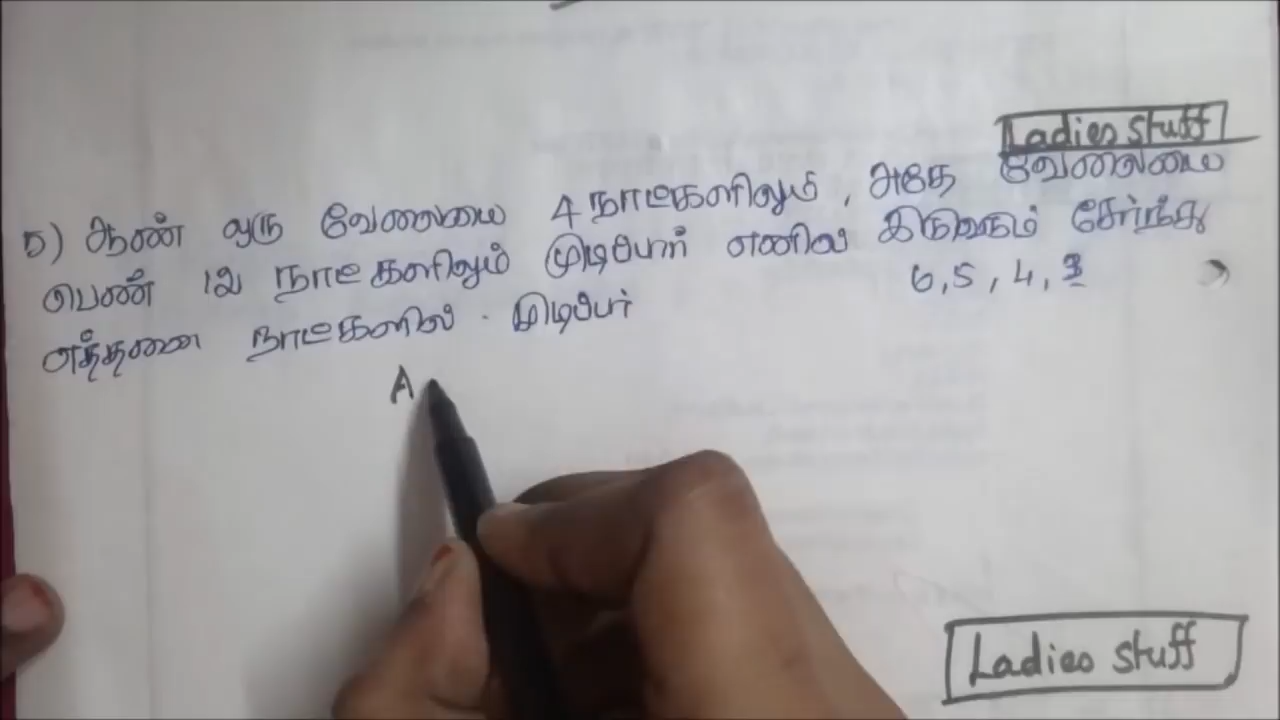 Ladies Stuff
5) ஆண் ஒரு வேலையை 4 நாட்களிலும், அதே வேலையை
பெண் 12 நாட்களிலும் முடிப்பார் எனில் இருவரும் சேர்ந்து
எத்தனை நாட்களில் முடிப்பர்
6, 5, 4, 3
A
Ladies Stuff